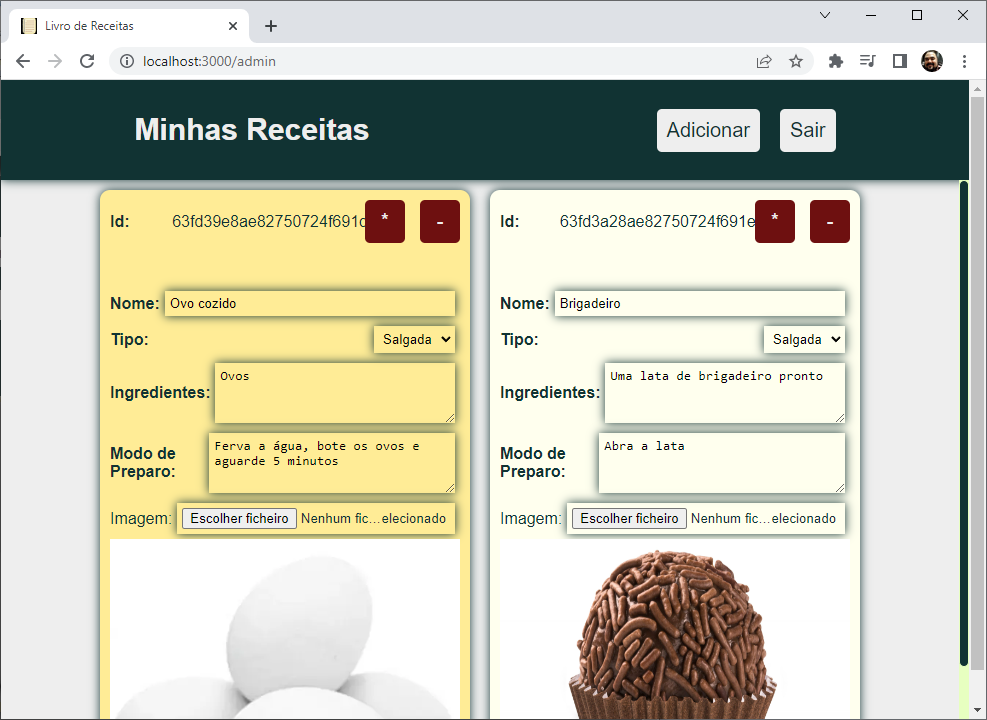 Livro de Receitas
localhost:3000/admin
Minhas Receitas
Adicionar
Sair
Id:
63fd39e8ae82750724f691c
*
-
Nome:
Ovo cozido
Tipo:
Salgada
Ingredientes:
Ovos
Modo de
Preparo:
Ferva a água, bote os ovos e
aguarde 5 minutos
Imagem:
Escolher ficheiro
Nenhum fic...elecionado
Id:
63fd3a28ae82750724f691e
*
-
Nome:
Brigadeiro
Tipo:
Salgada
Ingredientes:
Uma lata de brigadeiro pronto
Modo de
Preparo:
Abra a lata
Imagem:
Escolher ficheiro
Nenhum fic...elecionado